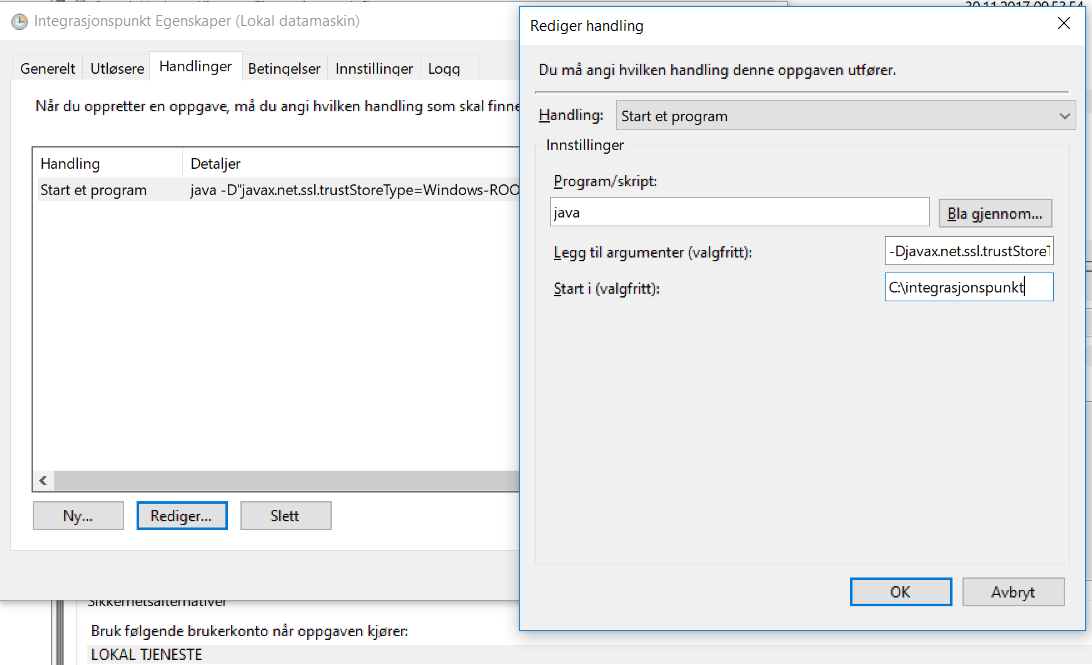 30.11.2017 09.53.54
Integrasjonspunkt Egenskaper (Lokal datamaskin)
Generelt Utløsere Handlinger Betingelser Innstillinger Logg
Når du oppretter en oppgave, må du angi hvilken handling som skal finne
Handling Detaljer
Start et program java -D"javax.net.ssl.trustStoreType=Windows-ROO
Ny... Rediger... Slett
Sikkerhetsalternativer
Bruk følgende brukerkonto når oppgaven kjører:
LOKAL TJENESTE
Rediger handling
Du må angi hvilken handling denne oppgaven utfører.
Handling: Start et program
Innstillinger
Program/skript:
java Bla gjennom...
Legg til argumenter (valgfritt): -Djavax.net.ssl.trustStoreT
Start i (valgfritt): C:\integrasjonspunkt
OK Avbryt